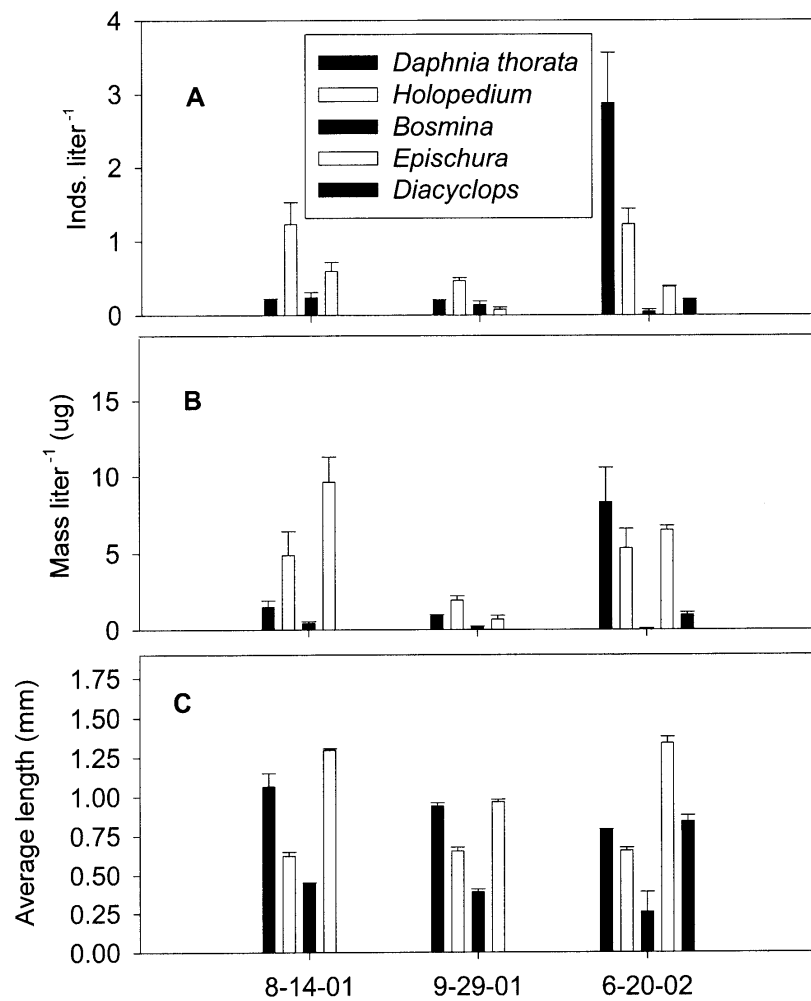 4
3
2
1
0
Inds. liter⁻¹
A
Daphnia thorata
Holopedium
Bosmina
Epischura
Diacyclops
15
10
5
0
Mass liter⁻¹ (ug)
B
1.75
1.50
1.25
1.00
0.75
0.50
0.25
0.00
Average length (mm)
C
8-14-01 9-29-01 6-20-02